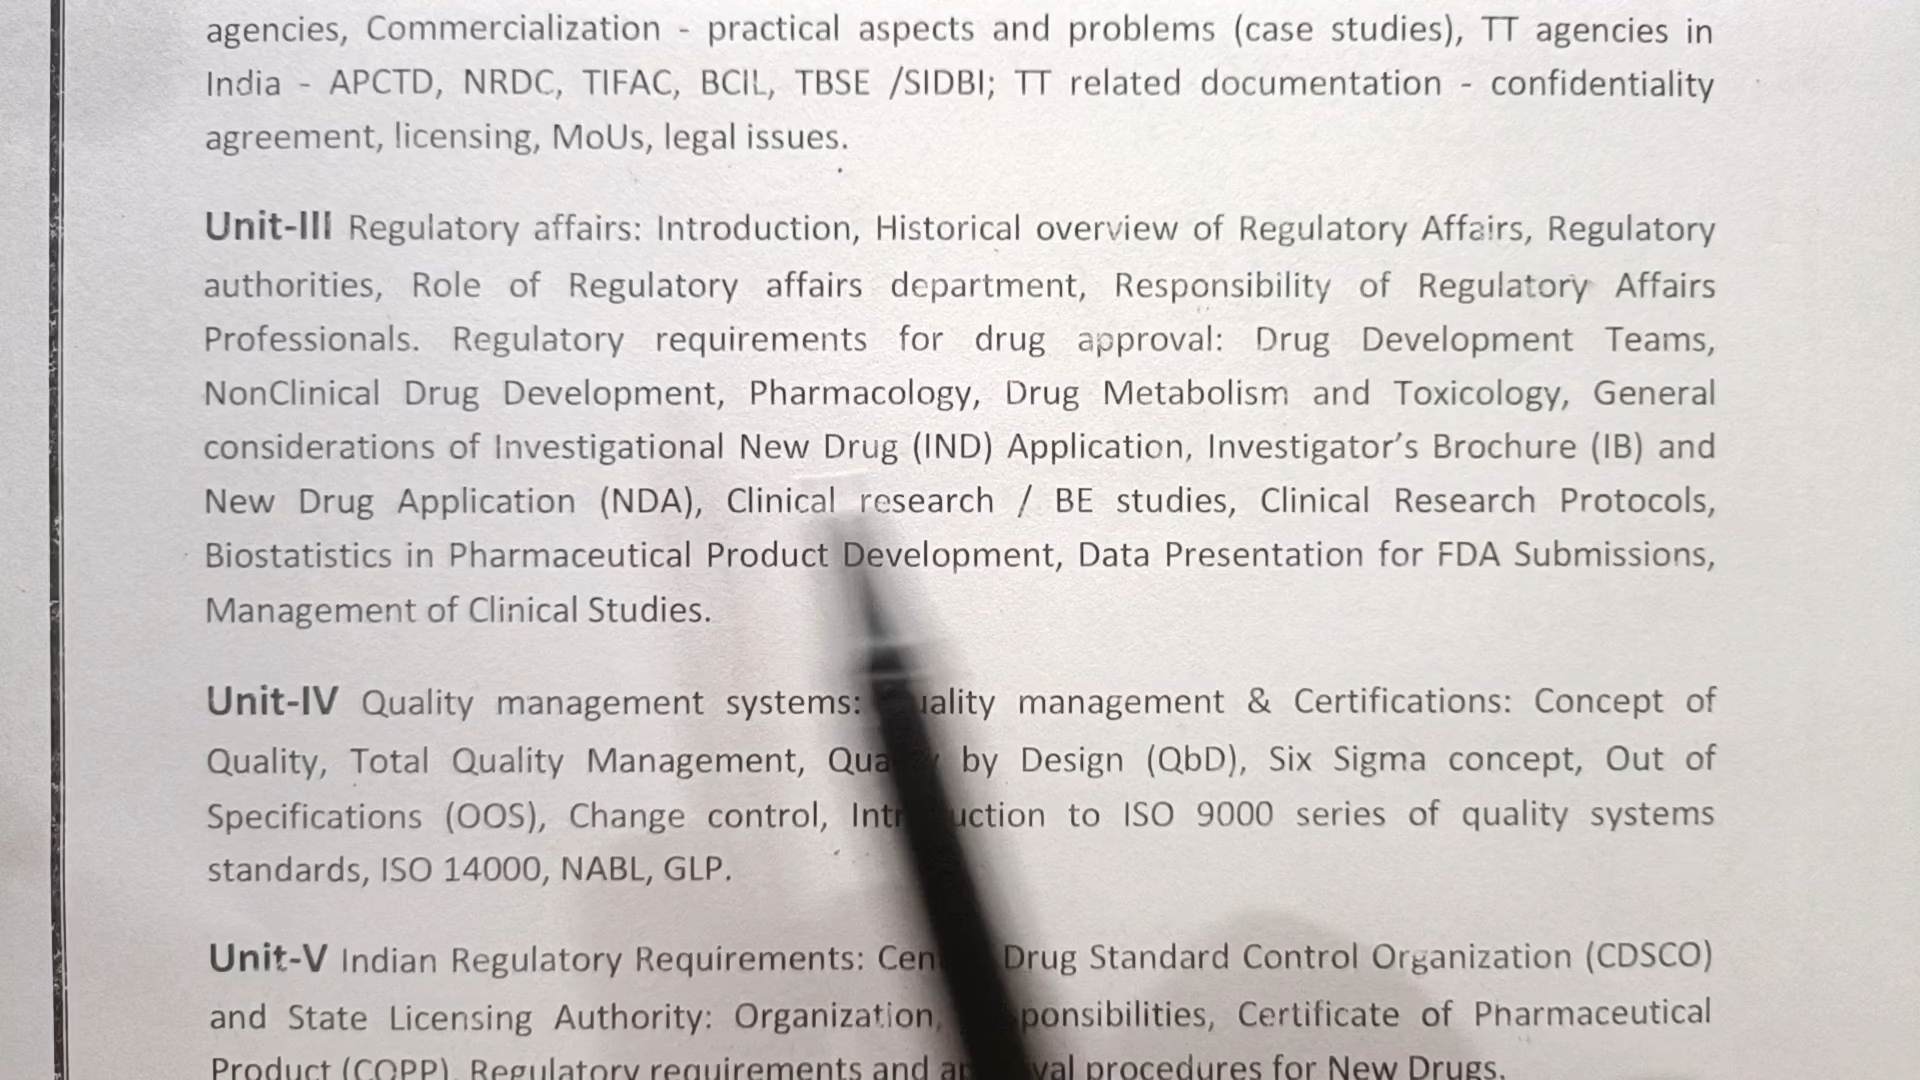 agencies, Commercialization - practical aspects and problems (case studies), TT agencies in
India - APCTD, NRDC, TIFAC, BCIL, TBSE /SIDBI; TT related documentation - confidentiality
agreement, licensing, MoUs, legal issues.
Unit-III Regulatory affairs: Introduction, Historical overview of Regulatory Affairs, Regulatory
authorities, Role of Regulatory affairs department, Responsibility of Regulatory Affairs
Professionals. Regulatory requirements for drug approval: Drug Development Teams,
NonClinical Drug Development, Pharmacology, Drug Metabolism and Toxicology, General
considerations of Investigational New Drug (IND) Application, Investigator's Brochure (IB) and
New Drug Application (NDA), Clinical research / BE studies, Clinical Research Protocols,
Biostatistics in Pharmaceutical Product Development, Data Presentation for FDA Submissions,
Management of Clinical Studies.
Unit-IV Quality management systems: management & Certifications: Concept of
Quality, Total Quality Management, by Design (QbD), Six Sigma concept, Out of
Specifications (OOS), Change control, to ISO 9000 series of quality systems
standards, ISO 14000, NABL, GLP.
Unit-V Indian Regulatory Requirements: Drug Standard Control Organization (CDSCO)
and State Licensing Authority: Organization, Certificate of Pharmaceutical
Product (COPP), Regulatory requirements and procedures for New Drugs.